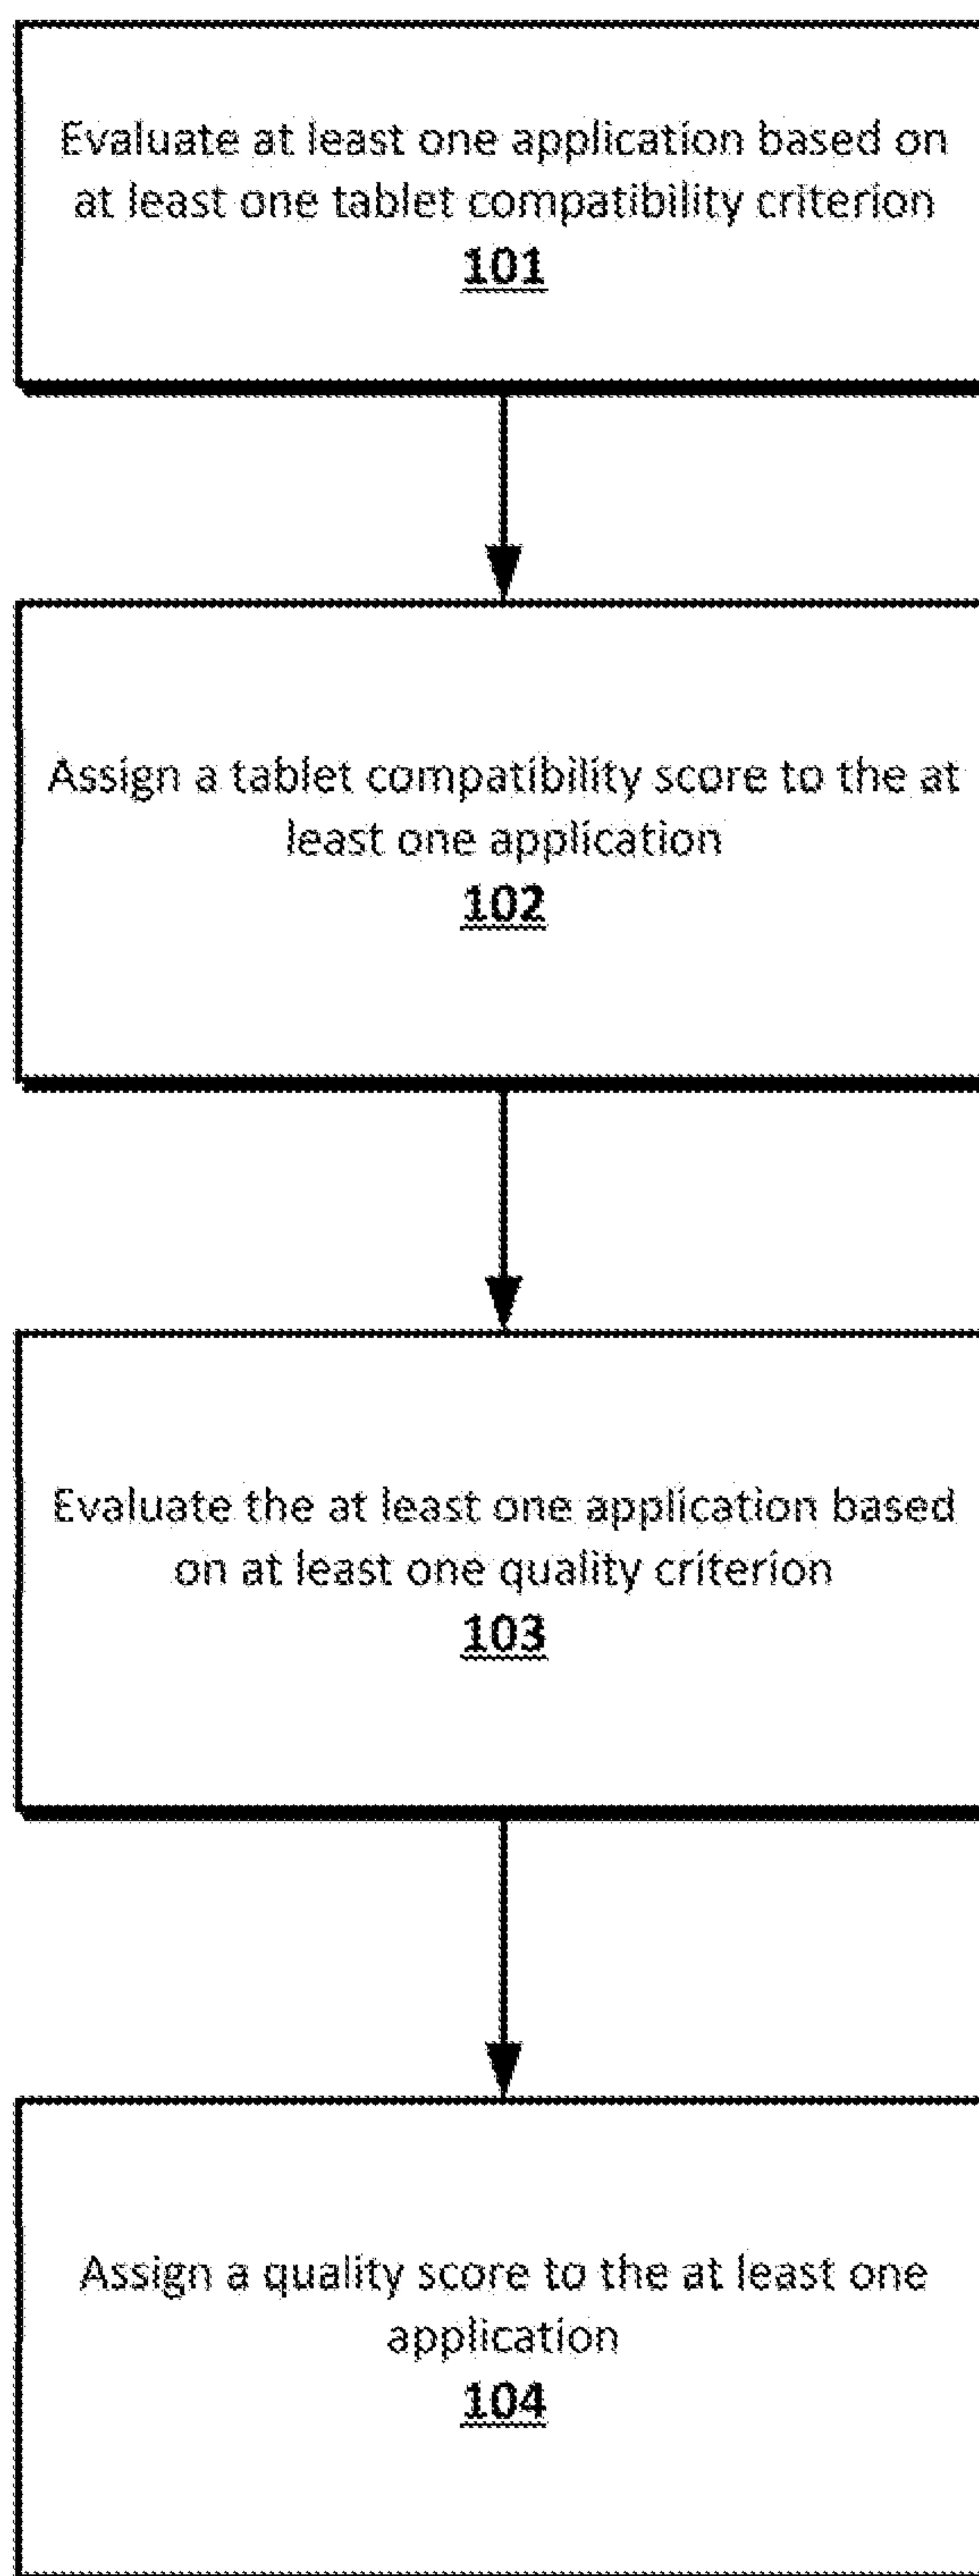 Evaluate at least one application based on
at least one tablet compatibility criterion
101
Assign a tablet compatibility score to the at
least one application
102
Evaluate the at least one application based
on at least one quality criterion
103
Assign a quality score to the at least one
application
104